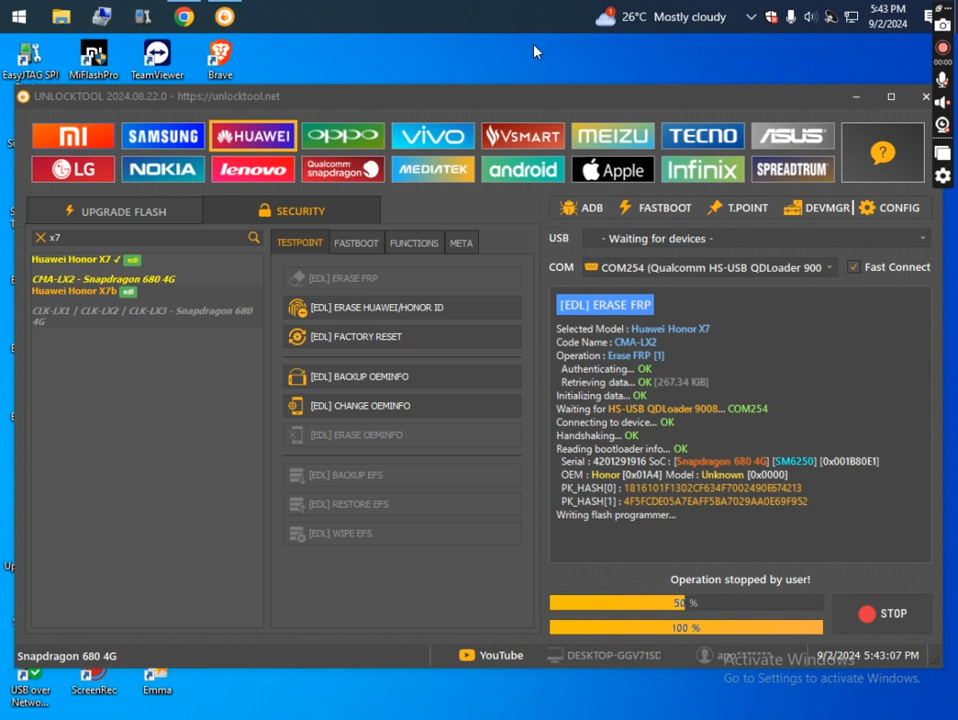 26°C Mostly cloudy
5:43 PM
9/2/2024
00:00
EasyJTAG SPI
MiFlashPro
TeamViewer
Brave
UNLOCKTOOL 2024.08.22.0 - https://unlocktool.net
SAMSUNG
HUAWEI
oppo
vivo
VSMART
MEIZU
TECNO
ASUS
LG
NOKIA
lenovo
Qualcomm
snapdragon
MEDIATEK
android
Apple
Infinix
SPREADTRUM
UPGRADE FLASH
SECURITY
ADB
FASTBOOT
T.POINT
DEVMGR
CONFIG
x7
TESTPOINT
FASTBOOT
FUNCTIONS
META
USB
- Waiting for devices -
COM
COM254 (Qualcomm HS-USB QDLoader 900
Fast Connect
Huawei Honor X7 ✓ edl
CMA-LX2 - Snapdragon 680 4G
Huawei Honor X7b edl
CLK-LX1 | CLK-LX2 | CLK-LX3 - Snapdragon 680
4G
[EDL] ERASE FRP
[EDL] ERASE HUAWEI/HONOR ID
[EDL] FACTORY RESET
[EDL] BACKUP OEMINFO
[EDL] CHANGE OEMINFO
[EDL] ERASE OEMINFO
[EDL] BACKUP EFS
[EDL] RESTORE EFS
[EDL] WIPE EFS
[EDL] ERASE FRP
Selected Model : Huawei Honor X7
Code Name : CMA-LX2
Operation : Erase FRP [1]
Authenticating... OK
Retrieving data... OK [267.34 KiB]
Initializing data... OK
Waiting for HS-USB QDLoader 9008... COM254
Connecting to device... OK
Handshaking... OK
Reading bootloader info... OK
Serial : 4201291916 SoC : [Snapdragon 680 4G] [SM6250] [0x001B80E1]
OEM : Honor [0x01A4] Model : Unknown [0x0000]
PK_HASH[0] : 1816101F1302CF634F7002490E674213
PK_HASH[1] : 4F5FCDE05A7EAFF5BA7029AA0E69F952
Writing flash programmer...
Operation stopped by user!
50 %
100 %
STOP
Snapdragon 680 4G
YouTube
DESKTOP-GGV71SD
9/2/2024 5:43:07 PM
Activate Windows
Go to Settings to activate Windows.
USB over
Netwo...
ScreenRec
Emma